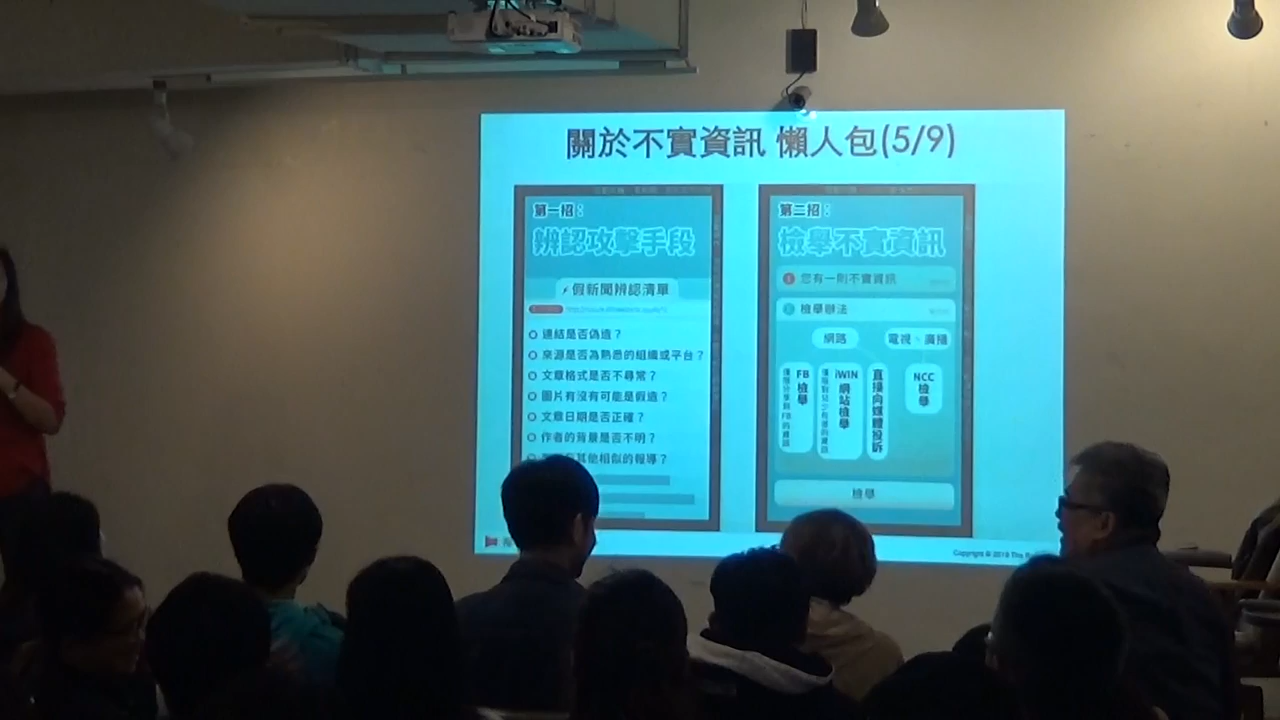 關於不實資訊 懶人包(5/9)
第一招：
辨認攻擊手段
假新聞辨認清單
連結是否偽造？
來源是否為熟悉的組織或平台？
文章格式是否不尋常？
圖片有沒有可能是假造？
文章日期是否正確？
作者的背景是否不明？
其他相似的報導？
第二招：
檢舉不實資訊
您有一則不實資訊
檢舉辦法
網路
電視、廣播
FB檢舉
iWIN網站檢舉
直接向媒體投訴
NCC檢舉
檢舉
Copyright © 2019 The